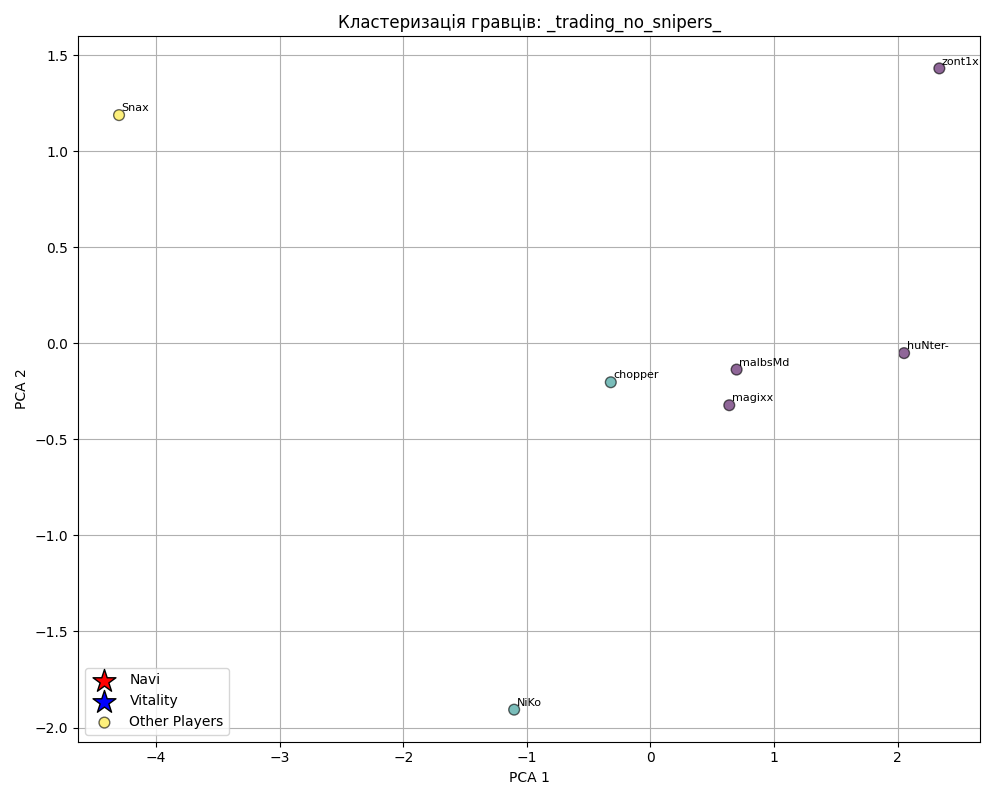 Кластеризація гравців: _trading_no_snipers_
1.5
1.0
0.5
0.0
−0.5
−1.0
−1.5
−2.0
PCA 2
zont1x
Snax
huNter-
malbsMd
chopper
magixx
NiKo
Navi
Vitality
Other Players
−4
−3
−2
−1
0
1
2
PCA 1